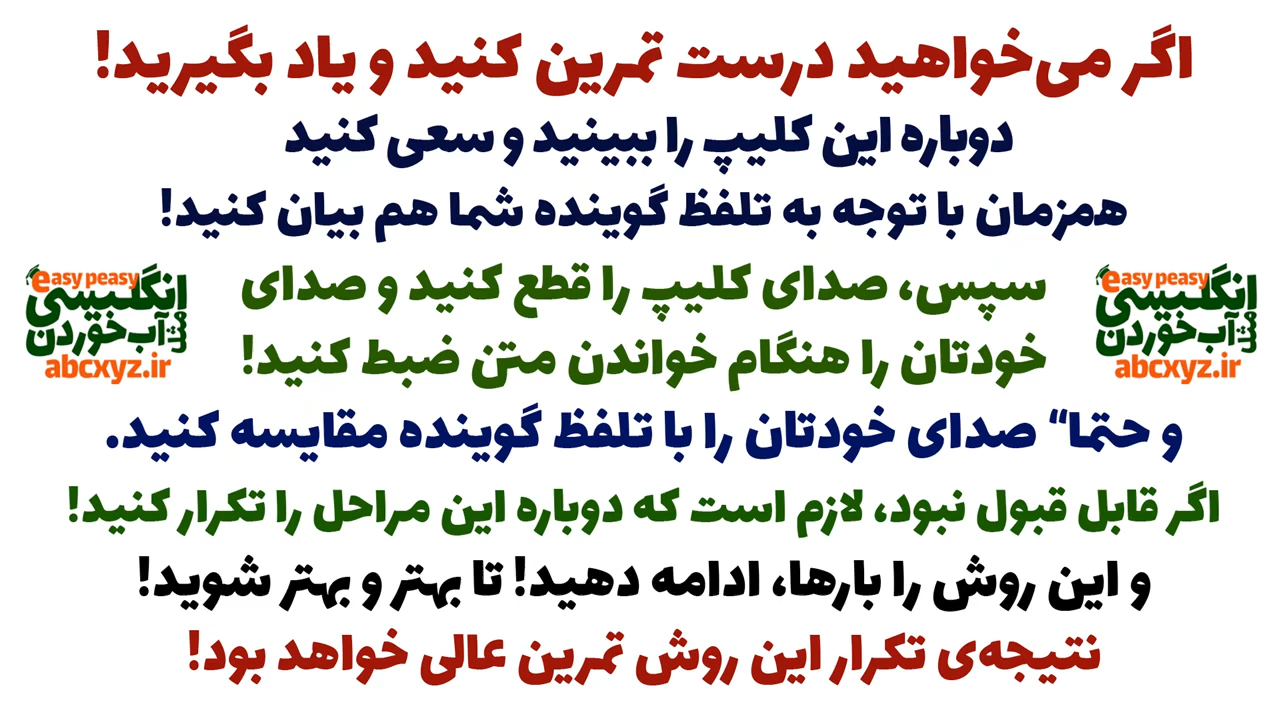 اگر می‌خواهید درست تمرین کنید و یاد بگیرید!
دوباره این کلیپ را ببینید و سعی کنید
همزمان با توجه به تلفظ گوینده شما هم بیان کنید!
سپس، صدای کلیپ را قطع کنید و صدای
خودتان را هنگام خواندن متن ضبط کنید!
و حتما“ صدای خودتان را با تلفظ گوینده مقایسه کنید.
اگر قابل قبول نبود، لازم است که دوباره این مراحل را تکرار کنید!
و این روش را بارها، ادامه دهید! تا بهتر و بهتر شوید!
نتیجه‌ی تکرار این روش تمرین عالی خواهد بود!
easy peasy
انگلیسی
مثل آب خوردن
abcxyz.ir
easy peasy
انگلیسی
مثل آب خوردن
abcxyz.ir